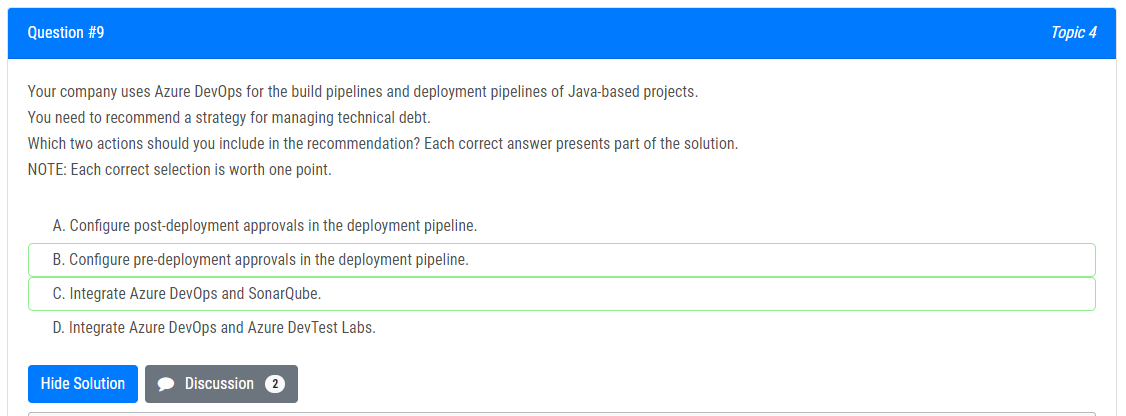 Question #9
Topic 4
Your company uses Azure DevOps for the build pipelines and deployment pipelines of Java-based projects.
You need to recommend a strategy for managing technical debt.
Which two actions should you include in the recommendation? Each correct answer presents part of the solution.
NOTE: Each correct selection is worth one point.
A. Configure post-deployment approvals in the deployment pipeline.
B. Configure pre-deployment approvals in the deployment pipeline.
C. Integrate Azure DevOps and SonarQube.
D. Integrate Azure DevOps and Azure DevTest Labs.
Hide Solution
Discussion 2